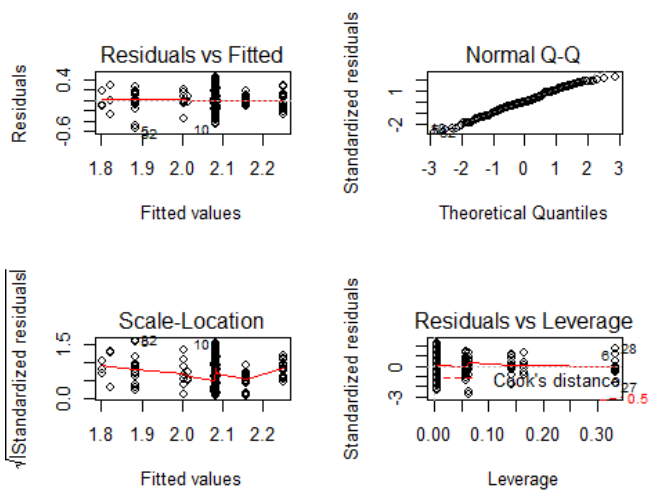 Residuals vs Fitted
Residuals
0.4
-0.6
10
1.8 1.9 2.0 2.1 2.2
Fitted values
Normal Q-Q
Standardized residuals
1
-2
-3 -2 -1 0 1 2 3
Theoretical Quantiles
Scale-Location
√|Standardized residuals|
1.5
0.0
10
1.8 1.9 2.0 2.1 2.2
Fitted values
Residuals vs Leverage
Standardized residuals
0
-3
28
Cook's distance
27
0.5
0.00 0.10 0.20 0.30
Leverage